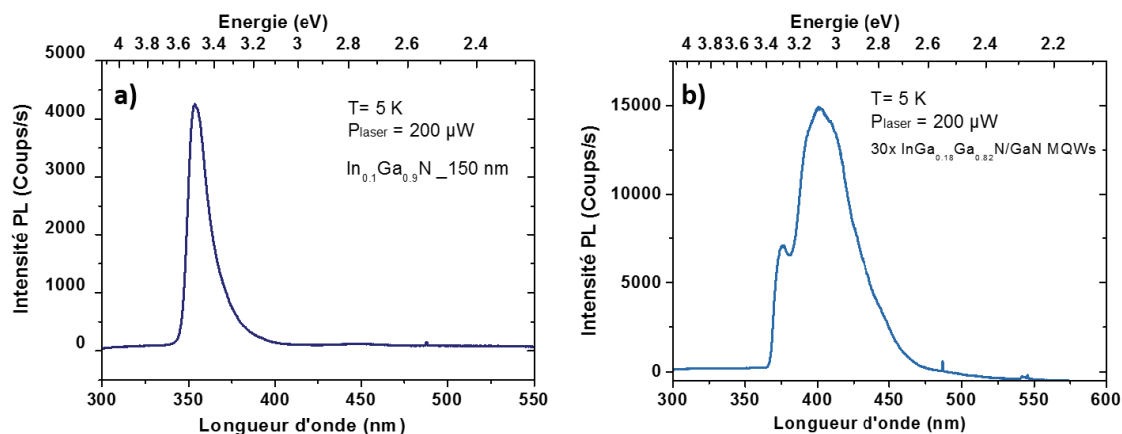 Energie (eV)
4 3.8 3.6 3.4 3.2 3 2.8 2.6 2.4
5000
4000
3000
2000
1000
0
Intensité PL (Coups/s)
a)
T= 5 K
Plaser = 200 µW
In0.1Ga0.9N _150 nm
300 350 400 450 500 550
Longueur d'onde (nm)
Energie (eV)
4 3.8 3.6 3.4 3.2 3 2.8 2.6 2.4 2.2
15000
10000
5000
0
Intensité PL (Coups/s)
b)
T= 5 K
Plaser = 200 µW
30x InGa0.18Ga0.82N/GaN MQWs
300 350 400 450 500 550 600
Longueur d'onde (nm)